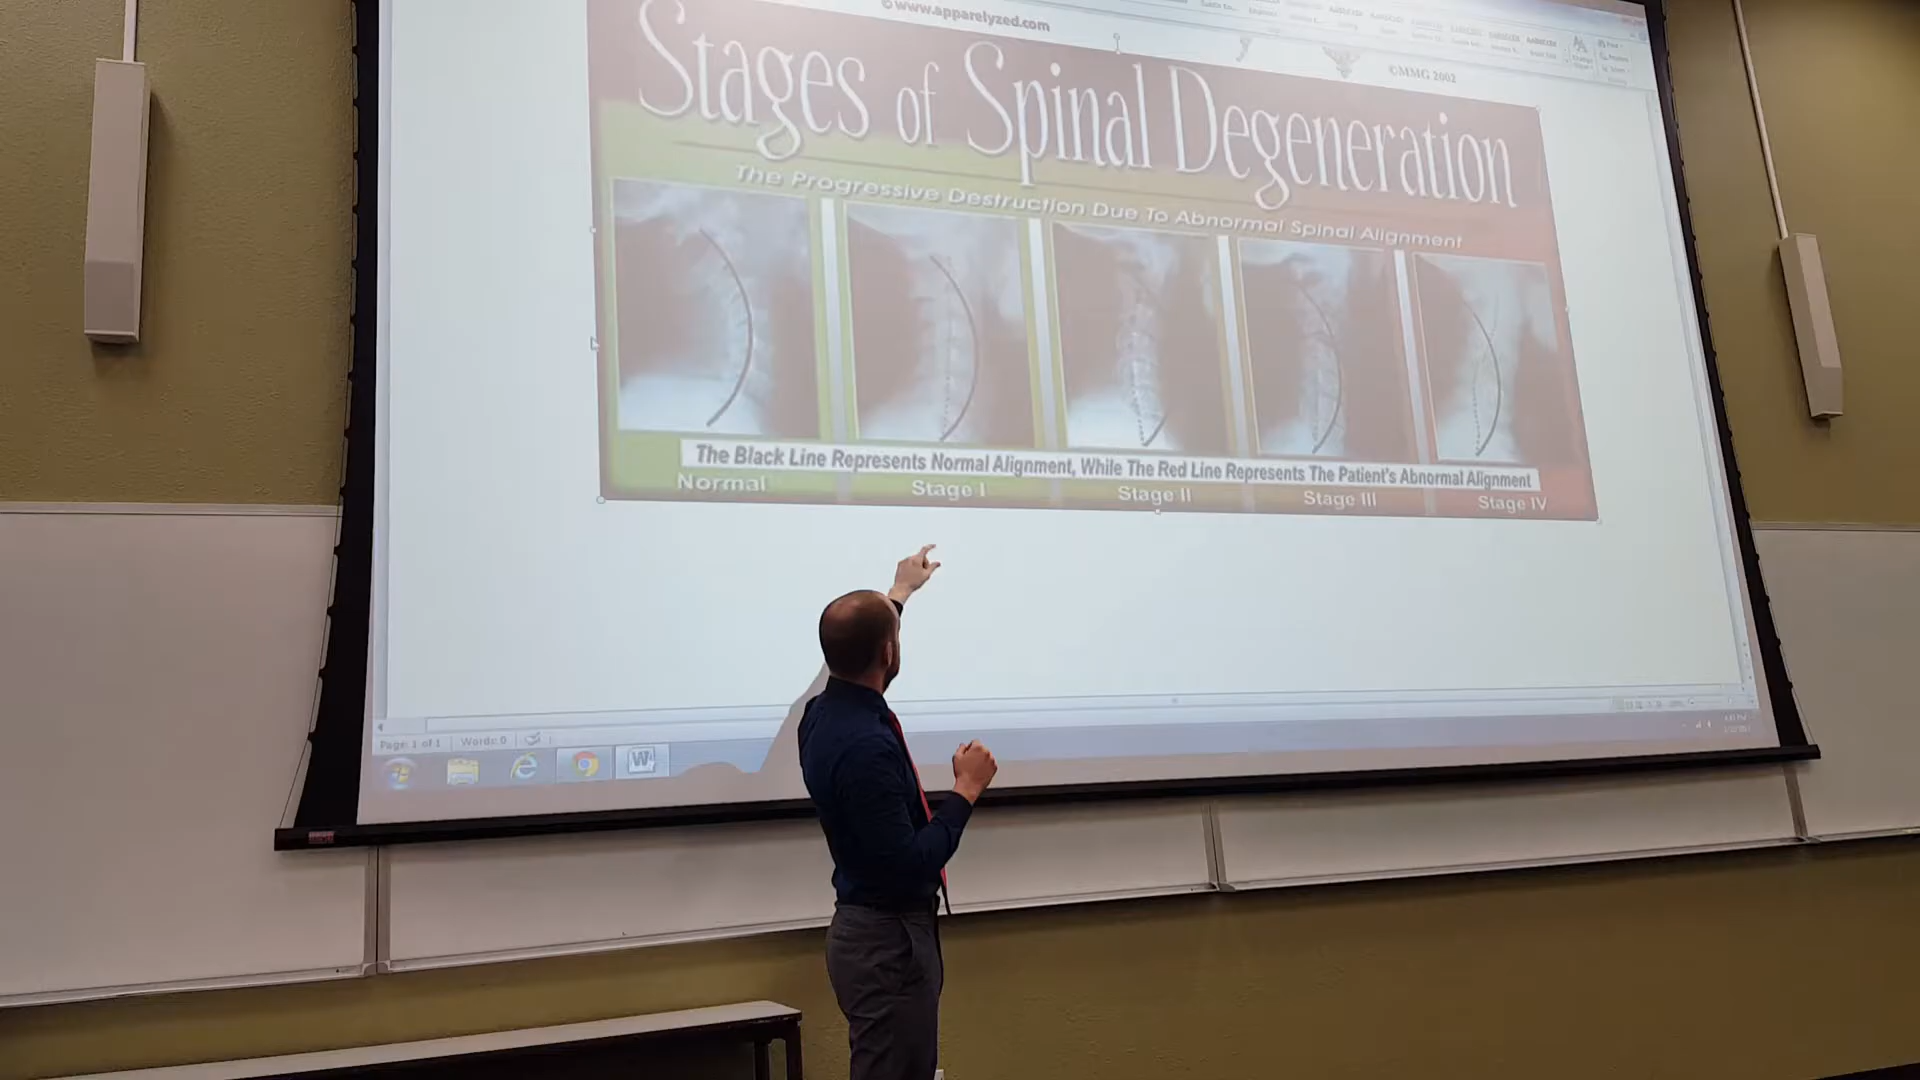 ©www.apparelyzed.com
©MMG 2002
Stages of Spinal Degeneration
The Progressive Destruction Due To Abnormal Spinal Alignment
The Black Line Represents Normal Alignment, While The Red Line Represents The Patient's Abnormal Alignment
Normal
Stage I
Stage II
Stage III
Stage IV
Page: 1 of 1
Words: 0
W